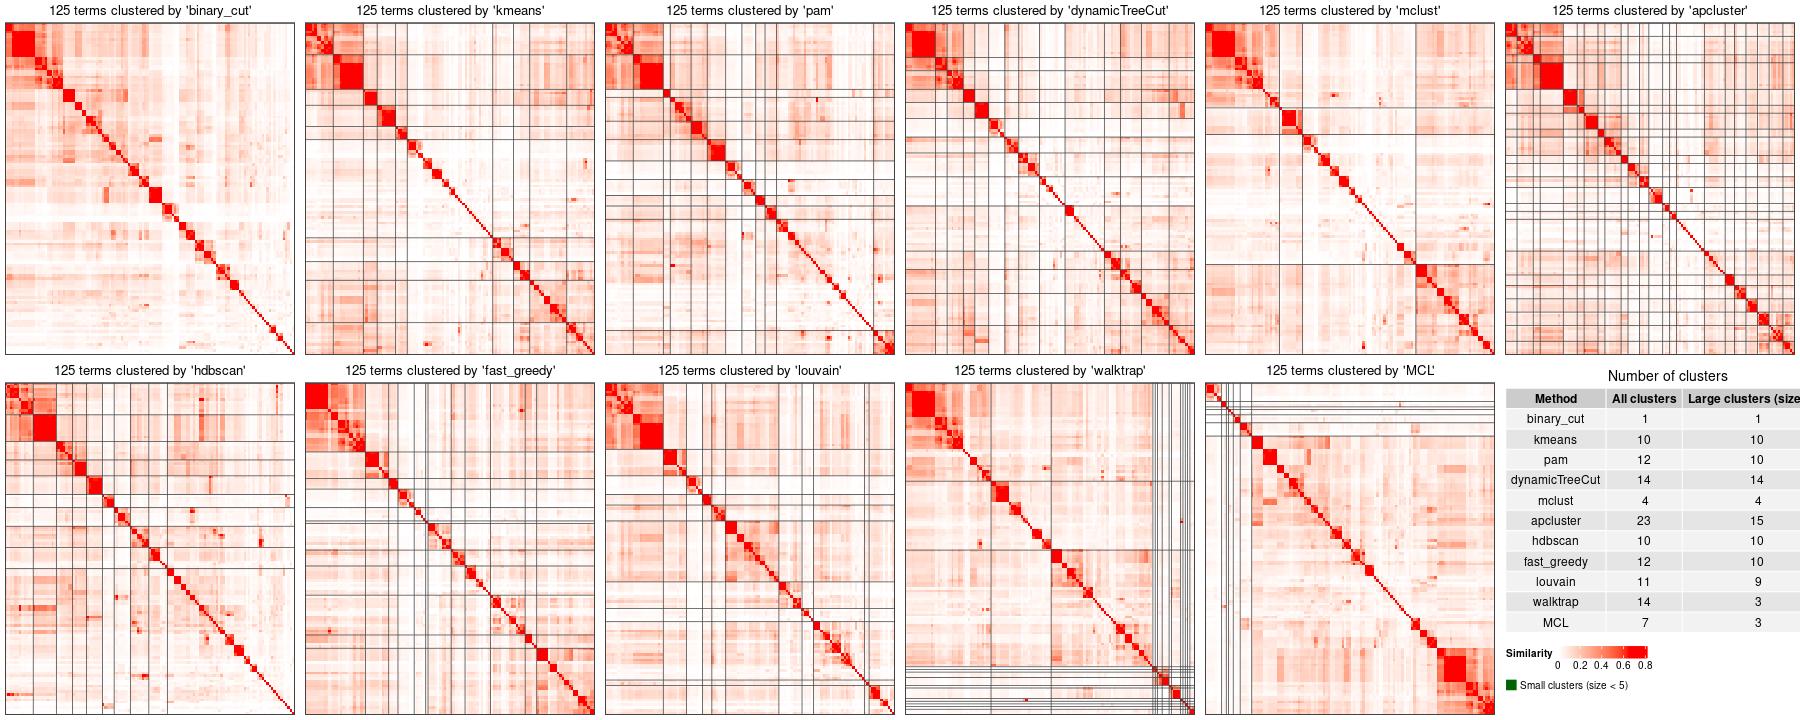 125 terms clustered by 'binary_cut'
125 terms clustered by 'kmeans'
125 terms clustered by 'pam'
125 terms clustered by 'dynamicTreeCut'
125 terms clustered by 'mclust'
125 terms clustered by 'apcluster'
125 terms clustered by 'hdbscan'
125 terms clustered by 'fast_greedy'
125 terms clustered by 'louvain'
125 terms clustered by 'walktrap'
125 terms clustered by 'MCL'
Number of clusters
Method All clusters Large clusters (size
binary_cut 1 1
kmeans 10 10
pam 12 10
dynamicTreeCut 14 14
mclust 4 4
apcluster 23 15
hdbscan 10 10
fast_greedy 12 10
louvain 11 9
walktrap 14 3
MCL 7 3
Similarity
0 0.2 0.4 0.6 0.8
Small clusters (size < 5)